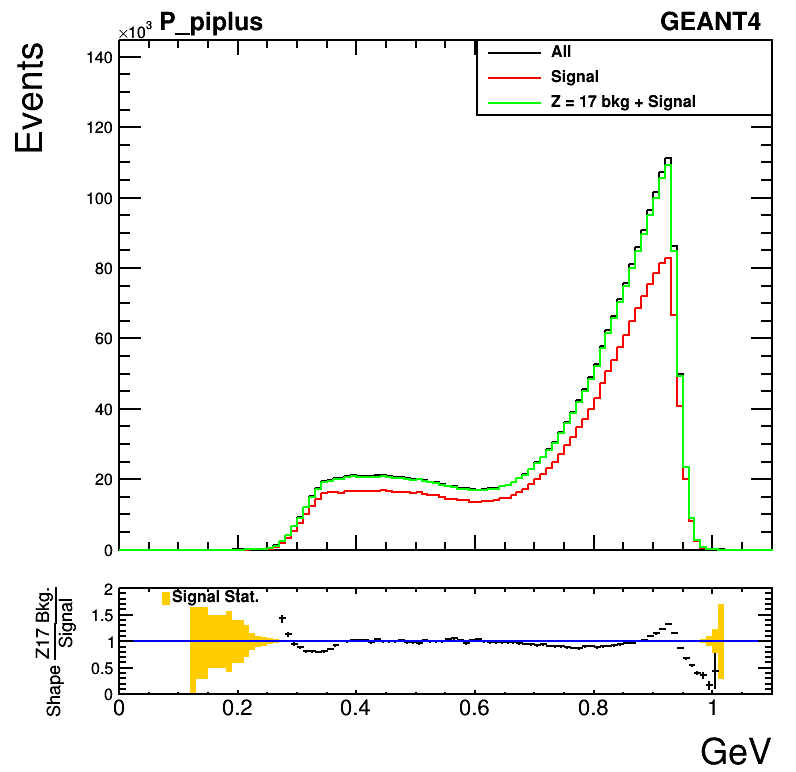 ×10³ P_piplus GEANT4
Events
All
Signal
Z = 17 bkg + Signal
140
120
100
80
60
40
20
0
Shape Z17 Bkg. / Signal
Signal Stat.
2
1.5
1
0.5
0
0 0.2 0.4 0.6 0.8 1
GeV